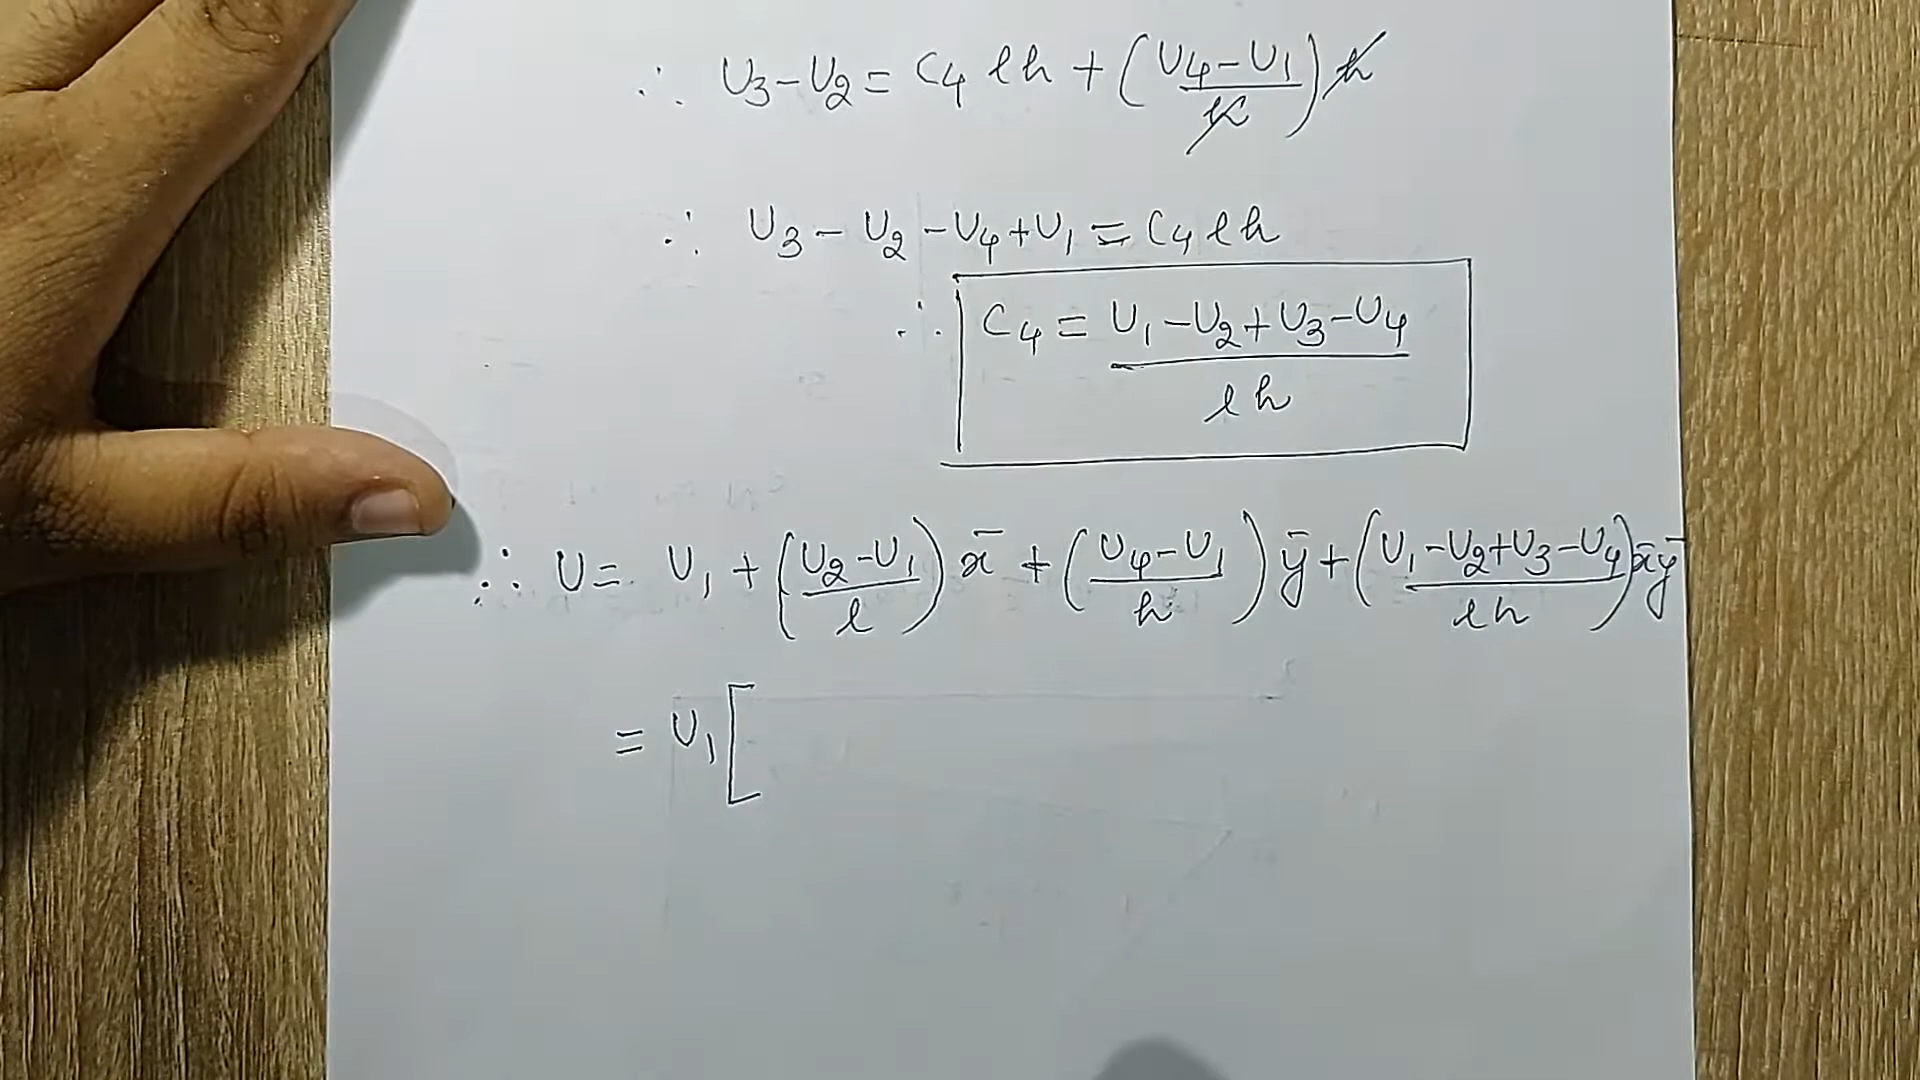 ∴ U3-U2 = C4 lh + (U4-U1/h) h
∴ U3 - U2 - U4 + U1 = C4 lh
∴ C4 = U1-U2+U3-U4/lh
∴ U = U1 + (U2-U1/l) x̄ + (U4-U1/h) ȳ + (U1-U2+U3-U4/lh) x̄ȳ
= U1 [